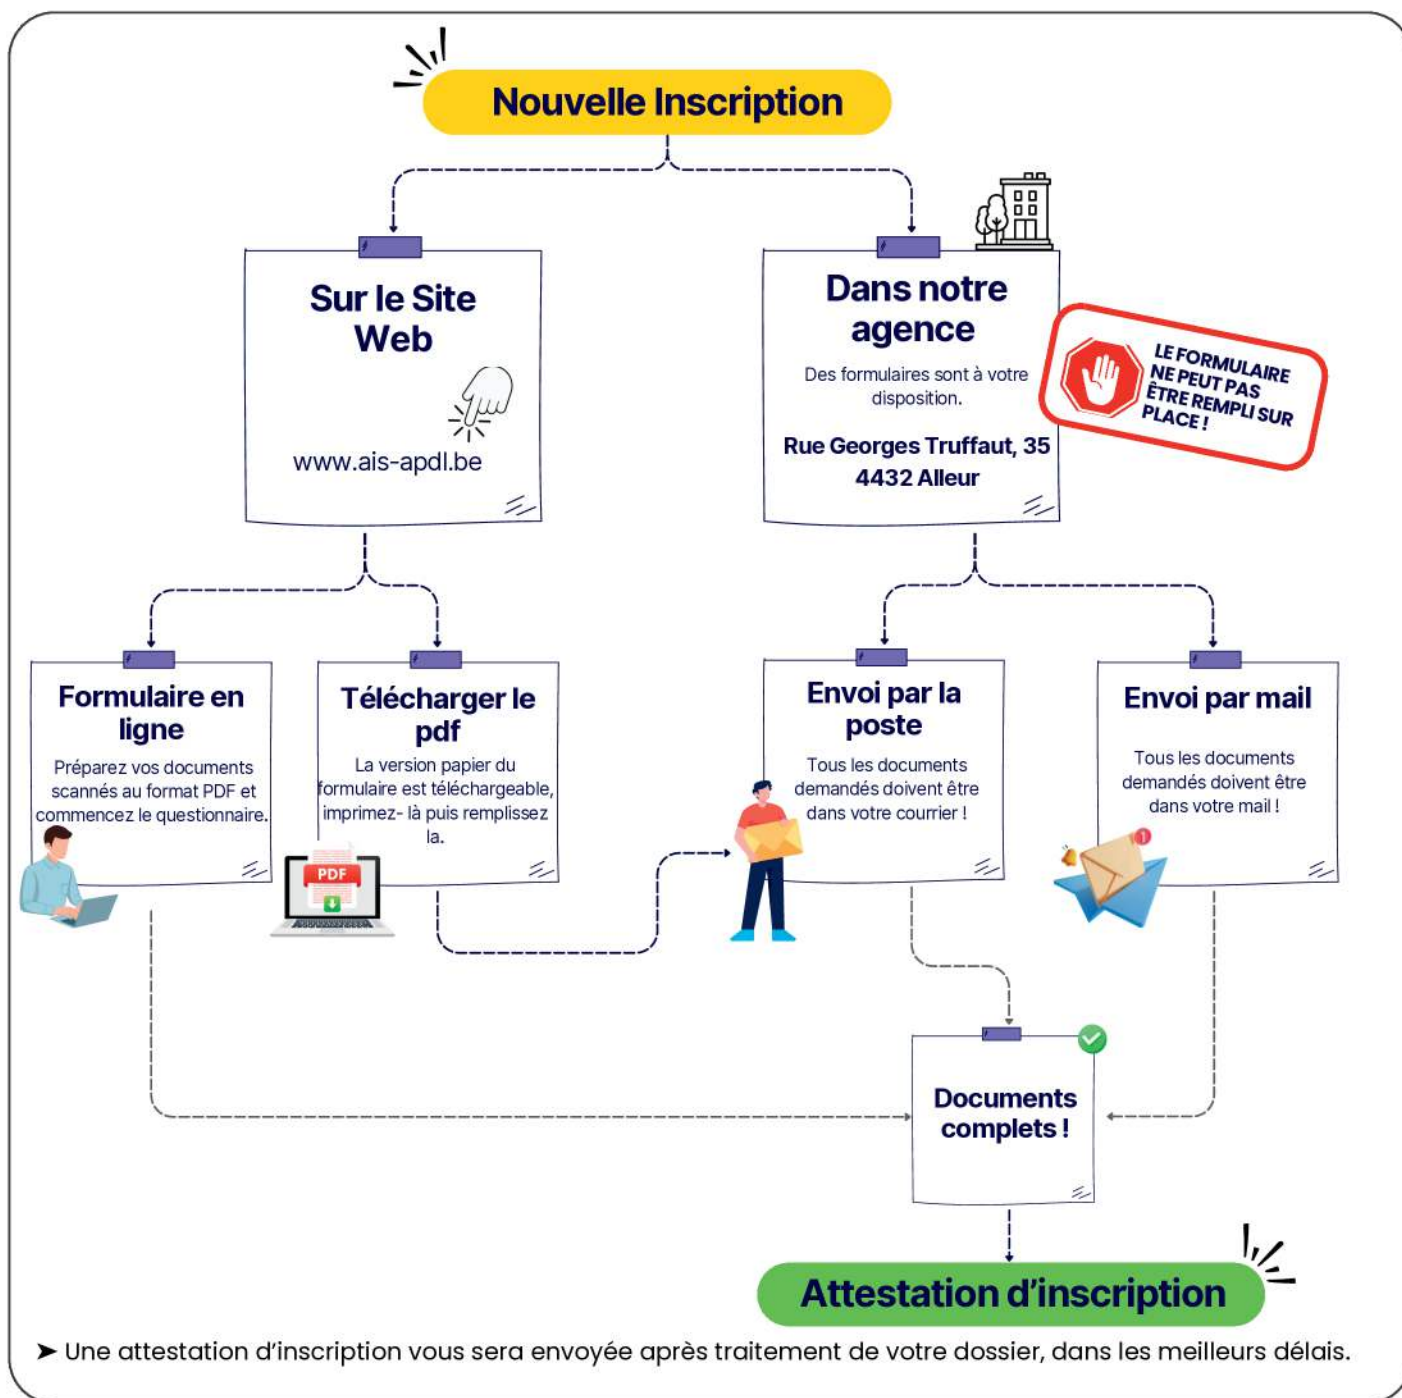 Nouvelle Inscription
Sur le Site
Web
www.ais-apdl.be
Dans notre
agence
Des formulaires sont à votre
disposition.
Rue Georges Truffaut, 35
4432 Alleur
LE FORMULAIRE
NE PEUT PAS
ÊTRE REMPLI SUR
PLACE !
Formulaire en
ligne
Préparez vos documents
scannés au format PDF et
commencez le questionnaire.
Télécharger le
pdf
La version papier du
formulaire est téléchargeable,
imprimez- là puis remplissez
la.
PDF
Envoi par la
poste
Tous les documents
demandés doivent être
dans votre courrier !
Envoi par mail
Tous les documents
demandés doivent être
dans votre mail !
1
Documents
complets !
Attestation d'inscription
➤ Une attestation d'inscription vous sera envoyée après traitement de votre dossier, dans les meilleurs délais.